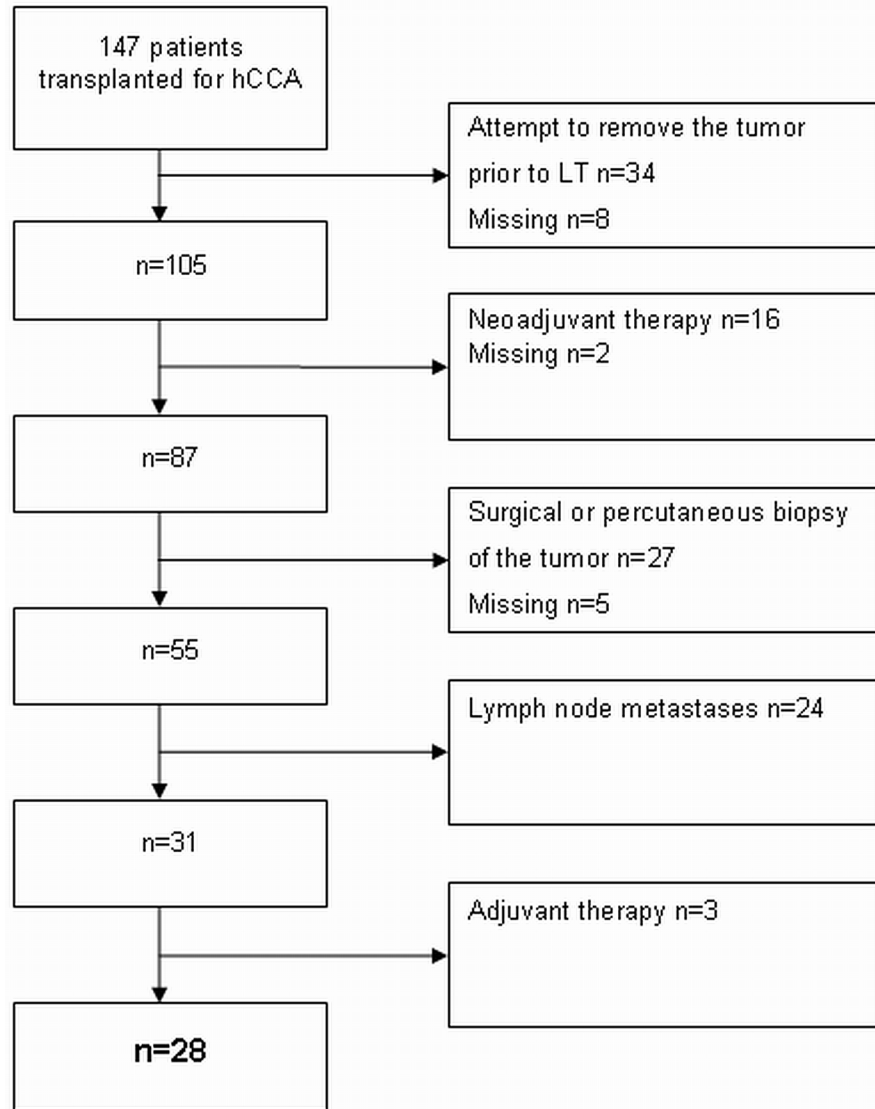 147 patients
transplanted for hCCA
Attempt to remove the tumor
prior to LT n=34
Missing n=8
n=105
Neoadjuvant therapy n=16
Missing n=2
n=87
Surgical or percutaneous biopsy
of the tumor n=27
Missing n=5
n=55
Lymph node metastases n=24
n=31
Adjuvant therapy n=3
n=28